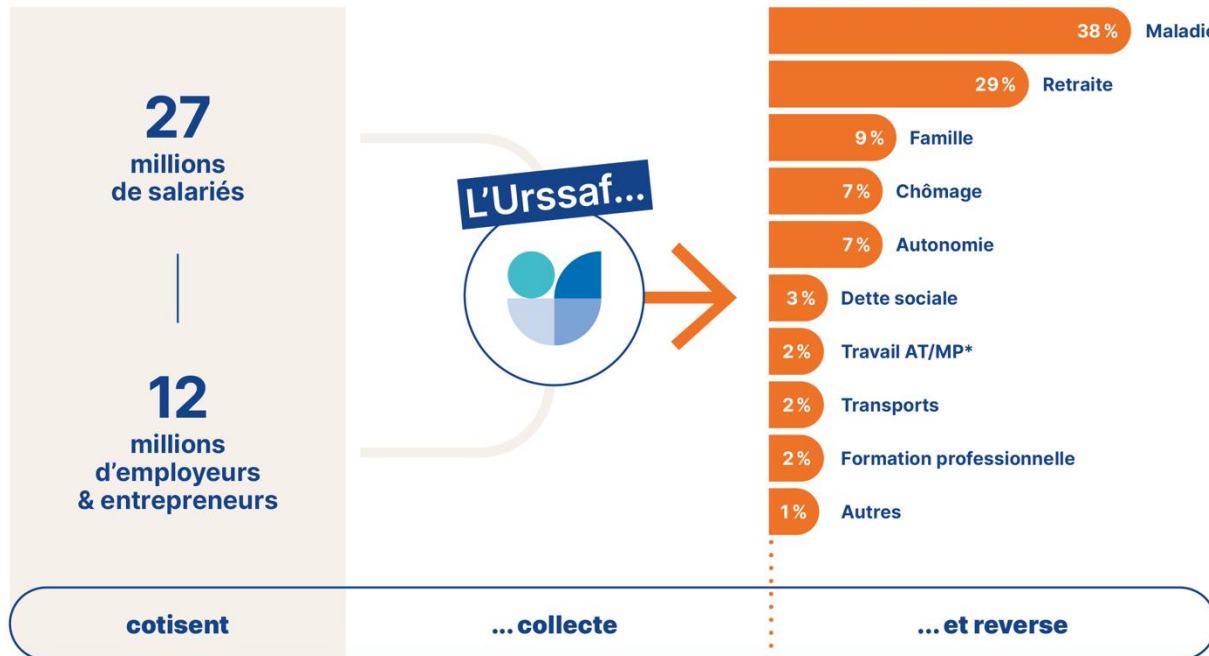 27
millions
de salariés
12
millions
d'employeurs
& entrepreneurs
L'Urssaf...
38 % Maladie
29 % Retraite
9 % Famille
7 % Chômage
7 % Autonomie
3 % Dette sociale
2 % Travail AT/MP*
2 % Transports
2 % Formation professionnelle
1 % Autres
cotisent
...collecte
...et reverse